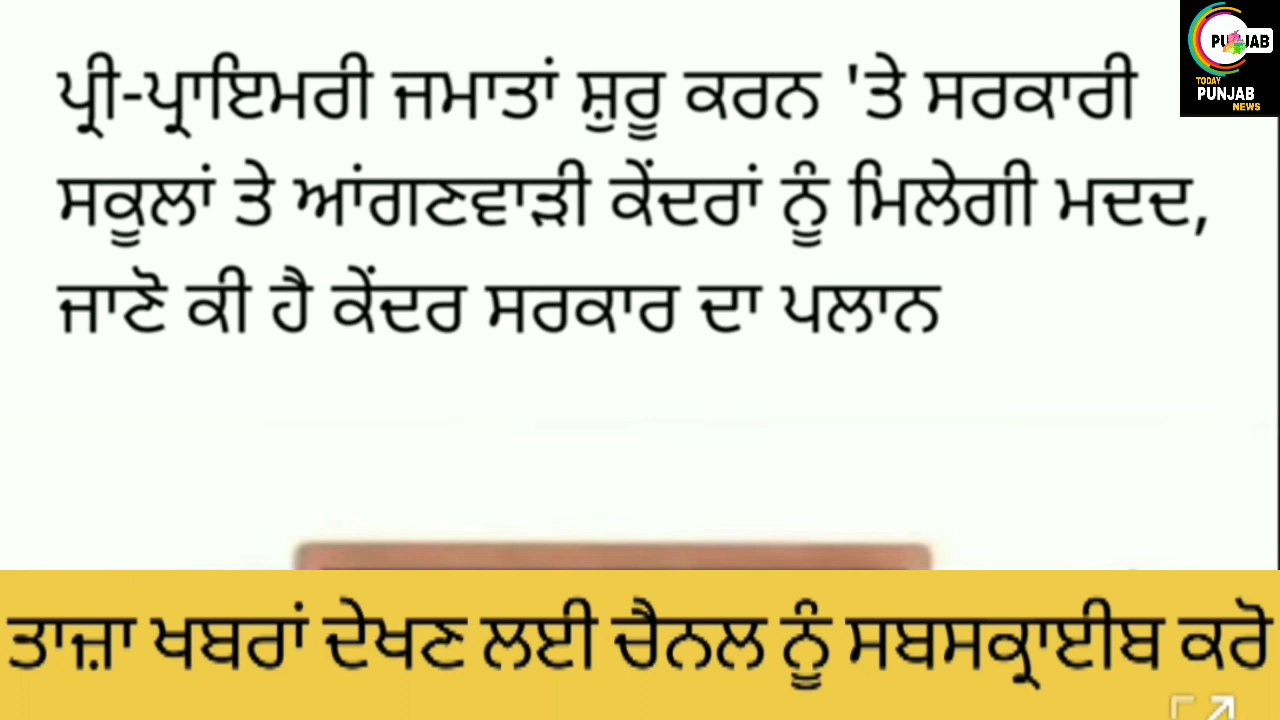 ਪ੍ਰੀ-ਪ੍ਰਾਇਮਰੀ ਜਮਾਤਾਂ ਸ਼ੁਰੂ ਕਰਨ 'ਤੇ ਸਰਕਾਰੀ
ਸਕੂਲਾਂ ਤੇ ਆਂਗਣਵਾੜੀ ਕੇਂਦਰਾਂ ਨੂੰ ਮਿਲੇਗੀ ਮਦਦ,
ਜਾਣੋ ਕੀ ਹੈ ਕੇਂਦਰ ਸਰਕਾਰ ਦਾ ਪਲਾਨ
PUNJAB
TODAY
PUNJAB
NEWS
ਤਾਜ਼ਾ ਖਬਰਾਂ ਦੇਖਣ ਲਈ ਚੈਨਲ ਨੂੰ ਸਬਸਕ੍ਰਾਈਬ ਕਰੋ